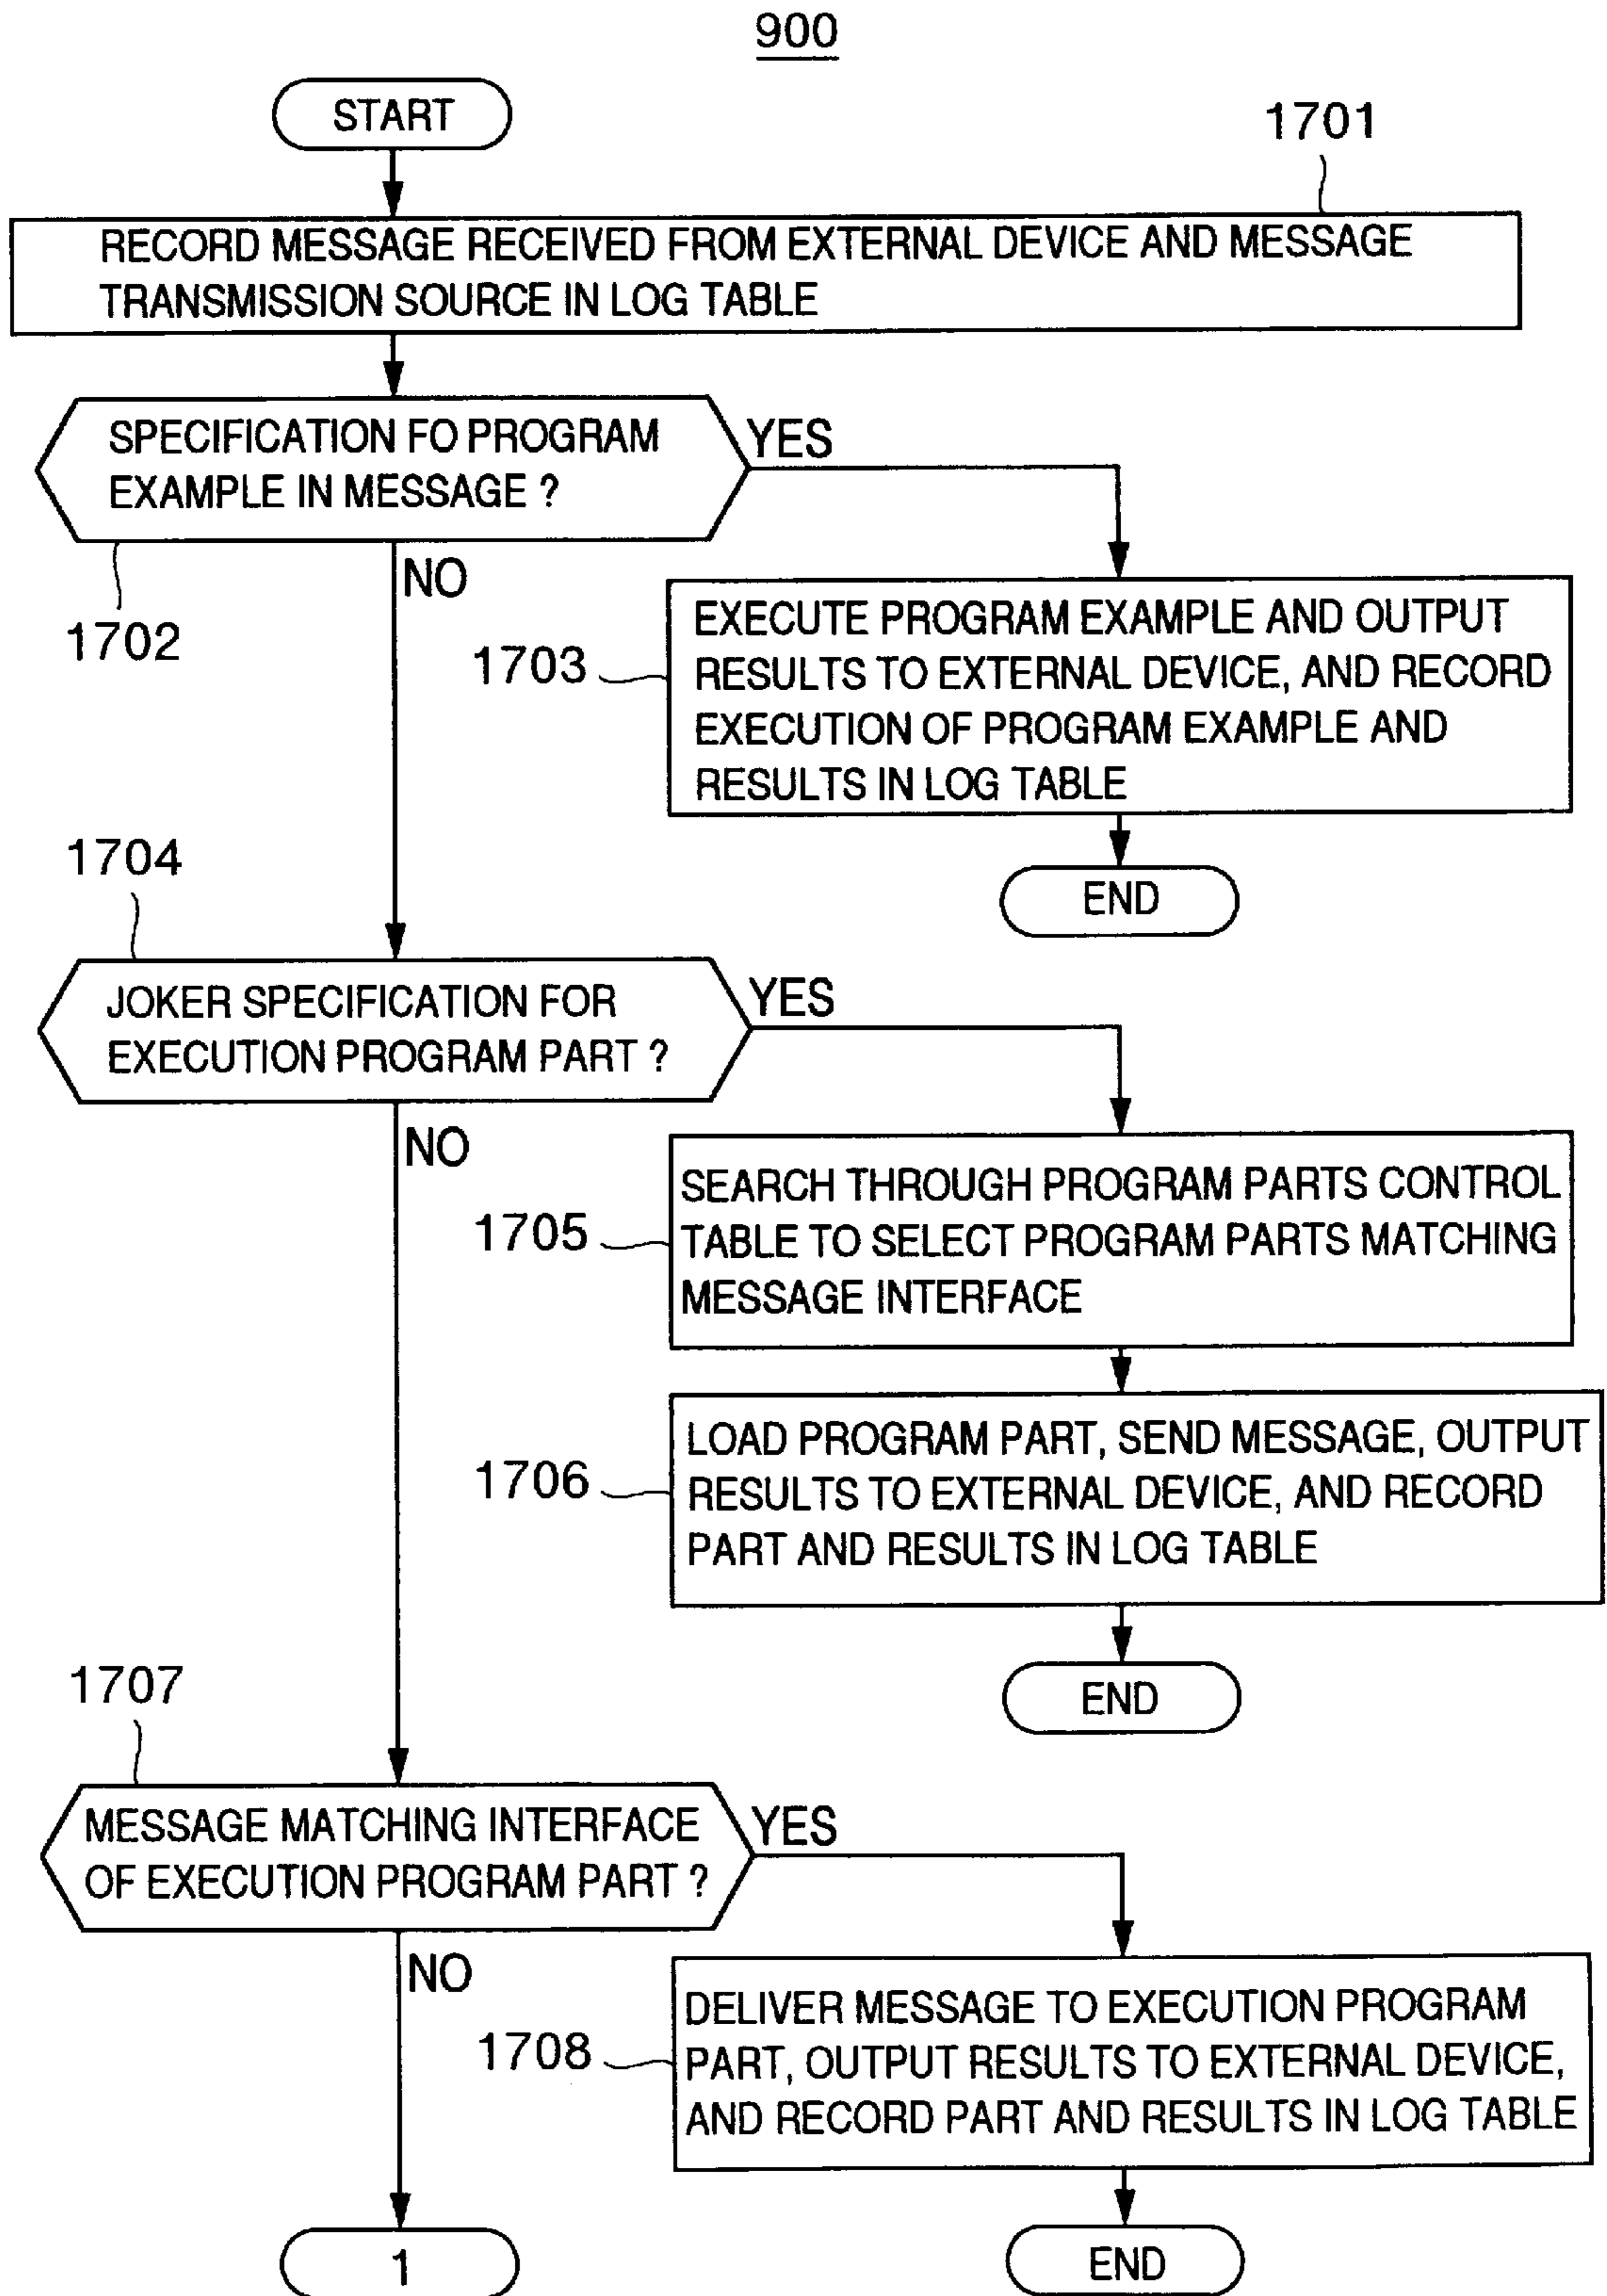 900
START
1701
RECORD MESSAGE RECEIVED FROM EXTERNAL DEVICE AND MESSAGE
TRANSMISSION SOURCE IN LOG TABLE
SPECIFICATION FO PROGRAM
EXAMPLE IN MESSAGE ?
YES
NO
1702
1703
EXECUTE PROGRAM EXAMPLE AND OUTPUT
RESULTS TO EXTERNAL DEVICE, AND RECORD
EXECUTION OF PROGRAM EXAMPLE AND
RESULTS IN LOG TABLE
END
1704
JOKER SPECIFICATION FOR
EXECUTION PROGRAM PART ?
YES
NO
1705
SEARCH THROUGH PROGRAM PARTS CONTROL
TABLE TO SELECT PROGRAM PARTS MATCHING
MESSAGE INTERFACE
1706
LOAD PROGRAM PART, SEND MESSAGE, OUTPUT
RESULTS TO EXTERNAL DEVICE, AND RECORD
PART AND RESULTS IN LOG TABLE
END
1707
MESSAGE MATCHING INTERFACE
OF EXECUTION PROGRAM PART ?
YES
NO
1708
DELIVER MESSAGE TO EXECUTION PROGRAM
PART, OUTPUT RESULTS TO EXTERNAL DEVICE,
AND RECORD PART AND RESULTS IN LOG TABLE
1
END